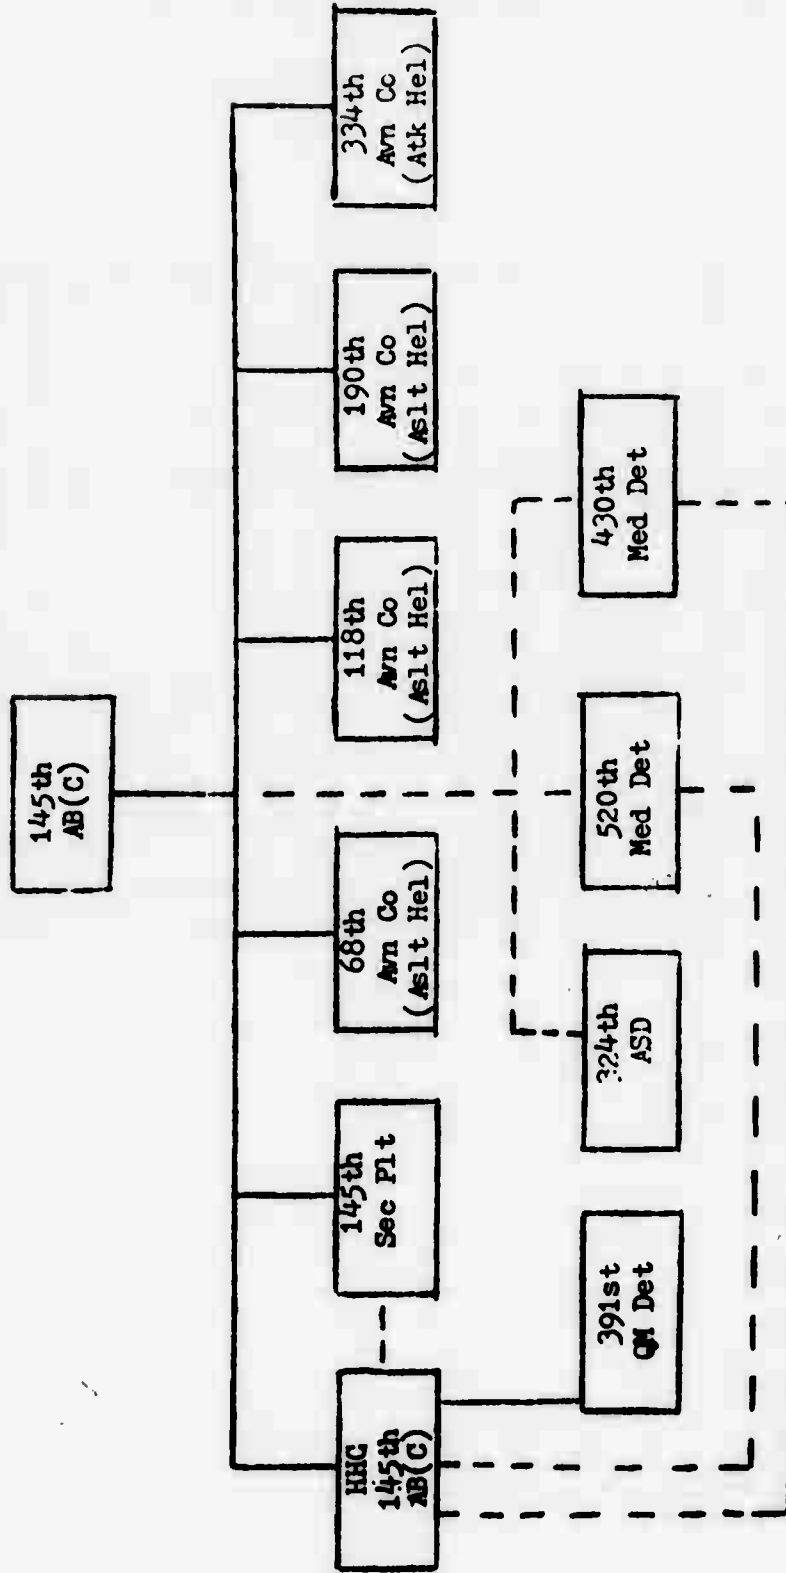 145th
AB(C)
HHC
145th
AB(C)
145th
Sec Plt
68th
Avn Co
(Aslt Hel)
118th
Avn Co
(Aslt Hel)
190th
Avn Co
(Aslt Hel)
334th
Avn Co
(Atk Hel)
391st
QM Det
324th
ASD
520th
Med Det
430th
Med Det